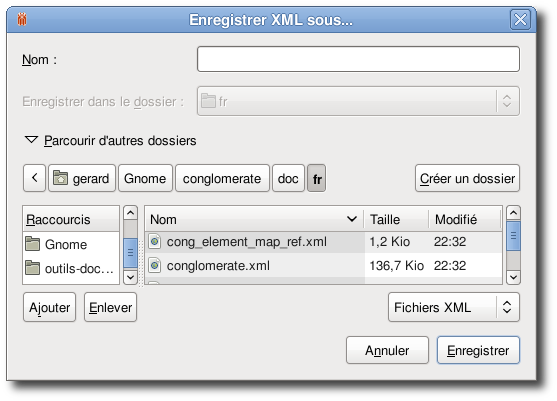 Enregistrer XML sous...
Nom :
Enregistrer dans le dossier : fr
Parcourir d'autres dossiers
< gerard Gnome conglomerate doc fr Créer un dossier
Raccourcis Nom Taille Modifié
Gnome cong_element_map_ref.xml 1,2 Kio 22:32
outils-doc... conglomerate.xml 136,7 Kio 22:32
Ajouter Enlever Fichiers XML
Annuler Enregistrer